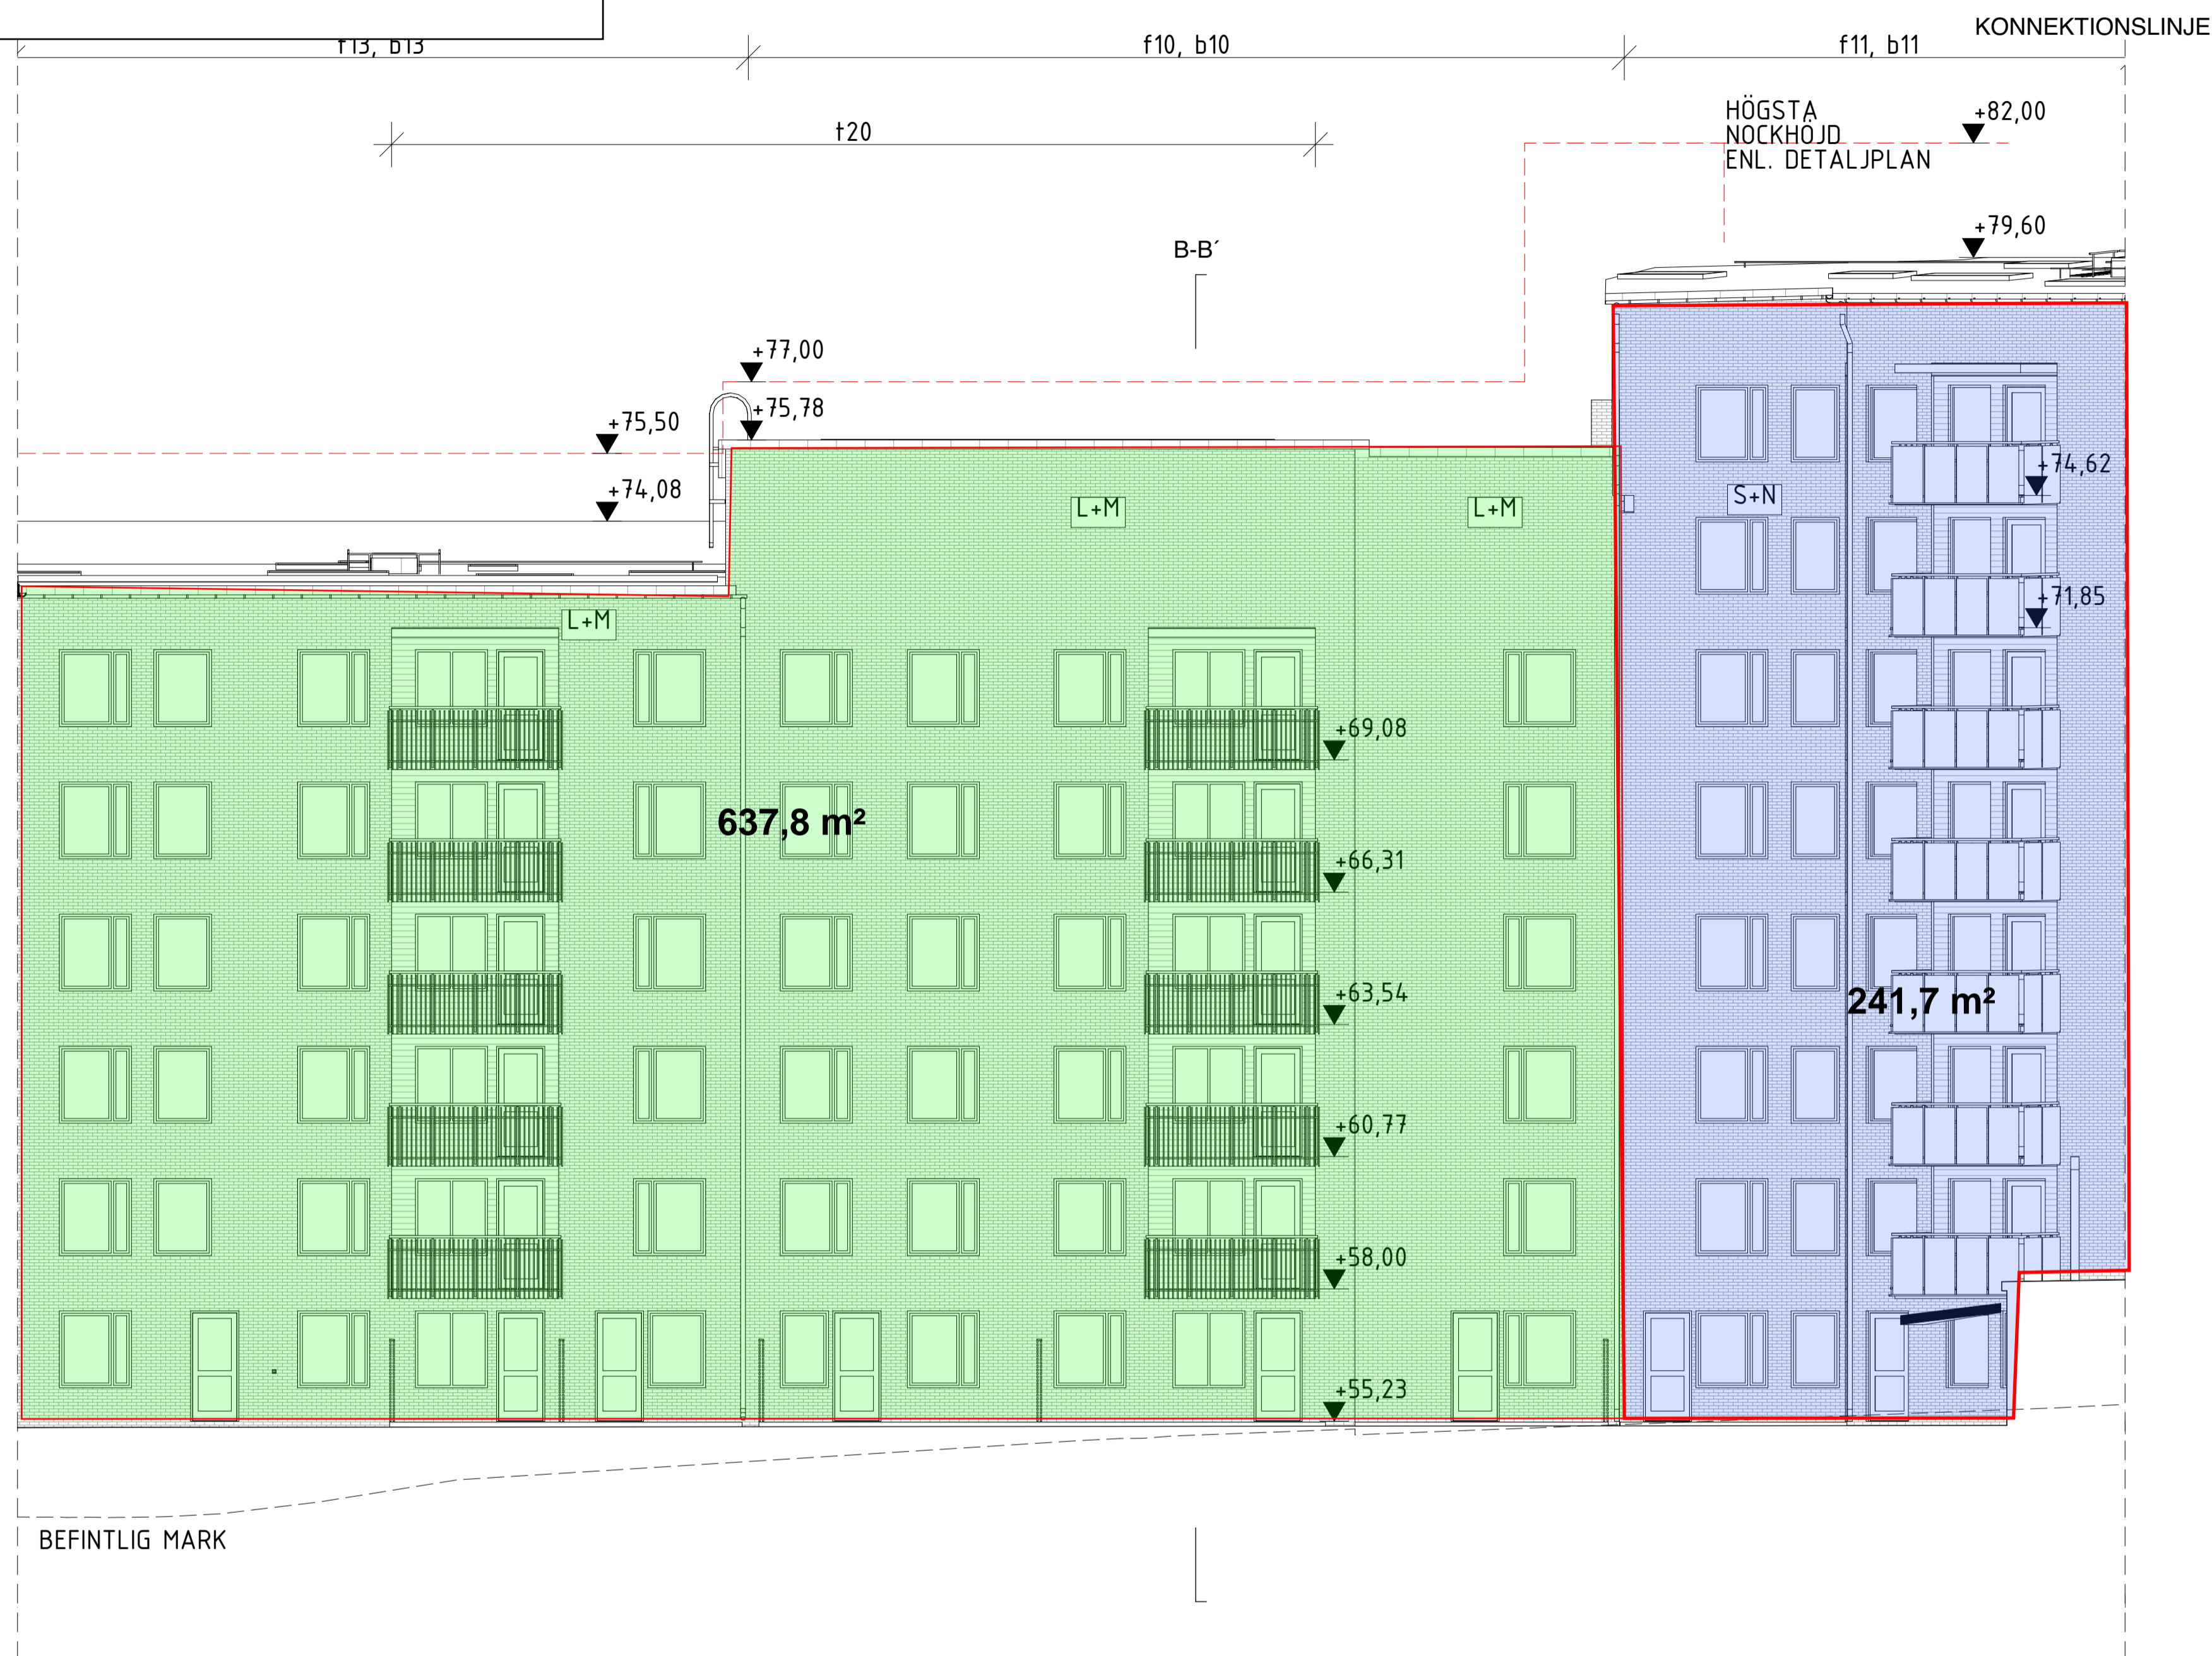 KONNEKTIONSLINJE
f13, b13
f10, b10
f11, b11
HÖGSTA
NOCKHÖJD
ENL. DETALJPLAN
+82,00
t20
+79,60
B-B´
+77,00
+75,78
+75,50
+74,08
+74,62
L+M
L+M
S+N
+71,85
L+M
+69,08
637,8 m²
+66,31
+63,54
241,7 m²
+60,77
+58,00
+55,23
BEFINTLIG MARK